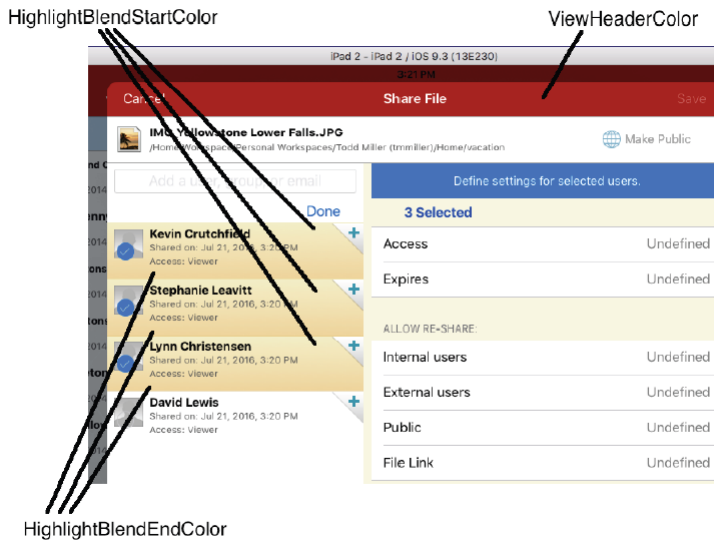 HighlightBlendStartColor
ViewHeaderColor
iPad 2 – iPad 2 / iOS 9.3 (13E230)
3:21 PM
Cancel
Share File
Save
IMG Yellowstone Lower Falls.JPG
/Home Workspace/Personal Workspaces/Todd Miller (tmmiller)/Home/vacation
Make Public
Add a user, group, or email
Define settings for selected users.
Done
3 Selected
Kevin Crutchfield
Shared on: Jul 21, 2016, 3:20 PM
Access: Viewer
Access Undefined
Stephanie Leavitt
Shared on: Jul 21, 2016, 3:20 PM
Access: Viewer
Expires Undefined
ALLOW RE-SHARE:
Lynn Christensen
Shared on: Jul 21, 2016, 3:20 PM
Access: Viewer
Internal users Undefined
External users Undefined
David Lewis
Shared on: Jul 21, 2016, 3:20 PM
Access: Viewer
Public Undefined
File Link Undefined
HighlightBlendEndColor